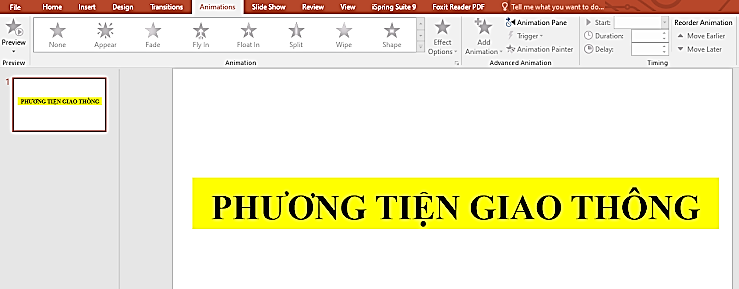 File Home Insert Design Transitions Animations Slide Show Review View iSpring Suite 9 Foxit Reader PDF Tell me what you want to do...
Preview
None Appear Fade Fly In Float In Split Wipe Shape
Effect Options
Add Animation
Animation Pane
Trigger
Animation Painter
Start:
Duration:
Delay:
Reorder Animation
Move Earlier
Move Later
Preview Animation Advanced Animation Timing
1
PHƯƠNG TIỆN GIAO THÔNG
PHƯƠNG TIỆN GIAO THÔNG